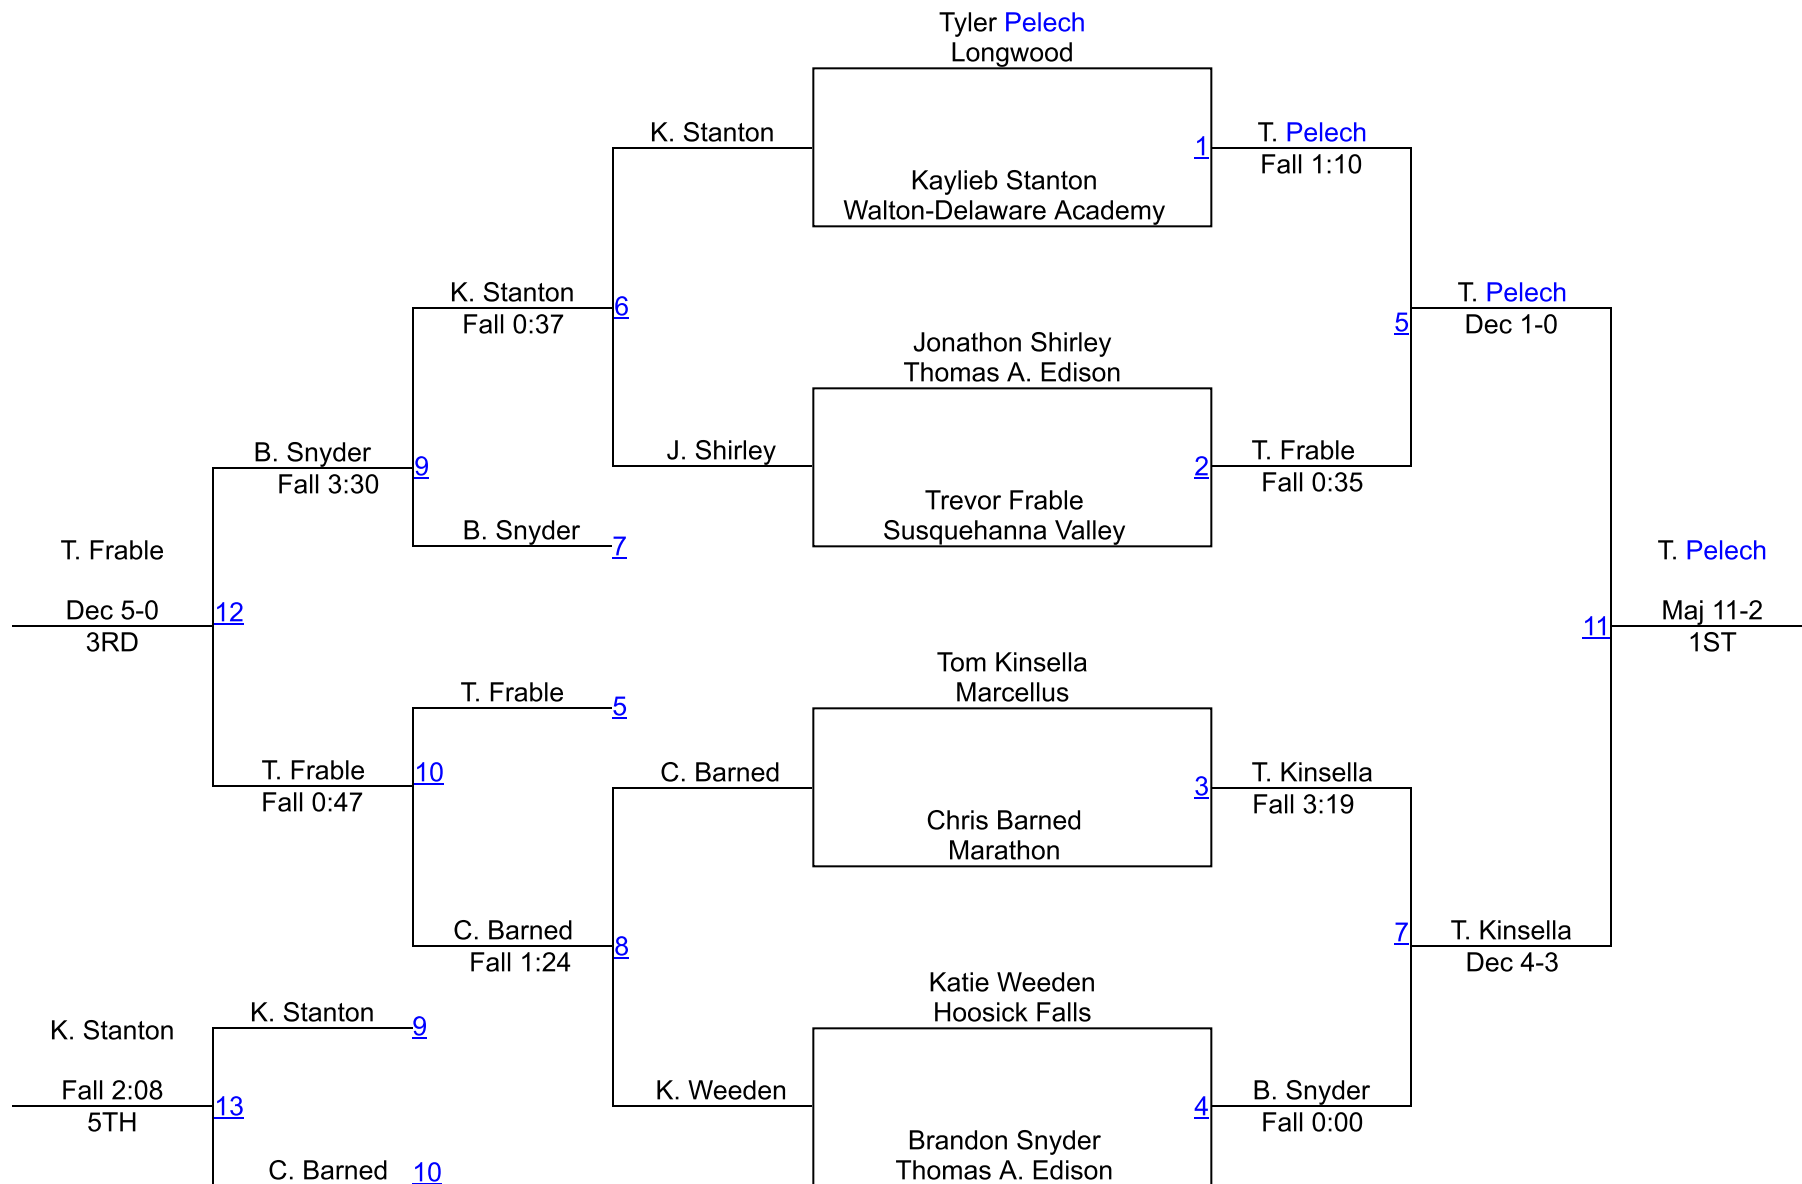 Tyler Pelech
Longwood
K. Stanton
1
T. Pelech
Fall 1:10
Kaylieb Stanton
Walton-Delaware Academy
K. Stanton
Fall 0:37
6
T. Pelech
Dec 1-0
5
Jonathon Shirley
Thomas A. Edison
B. Snyder
Fall 3:30
9
J. Shirley
2
T. Frable
Fall 0:35
Trevor Frable
Susquehanna Valley
B. Snyder
7
T. Frable
Dec 5-0
3RD
12
T. Pelech
Maj 11-2
1ST
11
Tom Kinsella
Marcellus
T. Frable
5
T. Frable
Fall 0:47
10
C. Barned
3
T. Kinsella
Fall 3:19
Chris Barned
Marathon
C. Barned
Fall 1:24
8
7
T. Kinsella
Dec 4-3
Katie Weeden
Hoosick Falls
K. Stanton
9
K. Stanton
Fall 2:08
5TH
13
K. Weeden
4
B. Snyder
Fall 0:00
Brandon Snyder
Thomas A. Edison
C. Barned
10